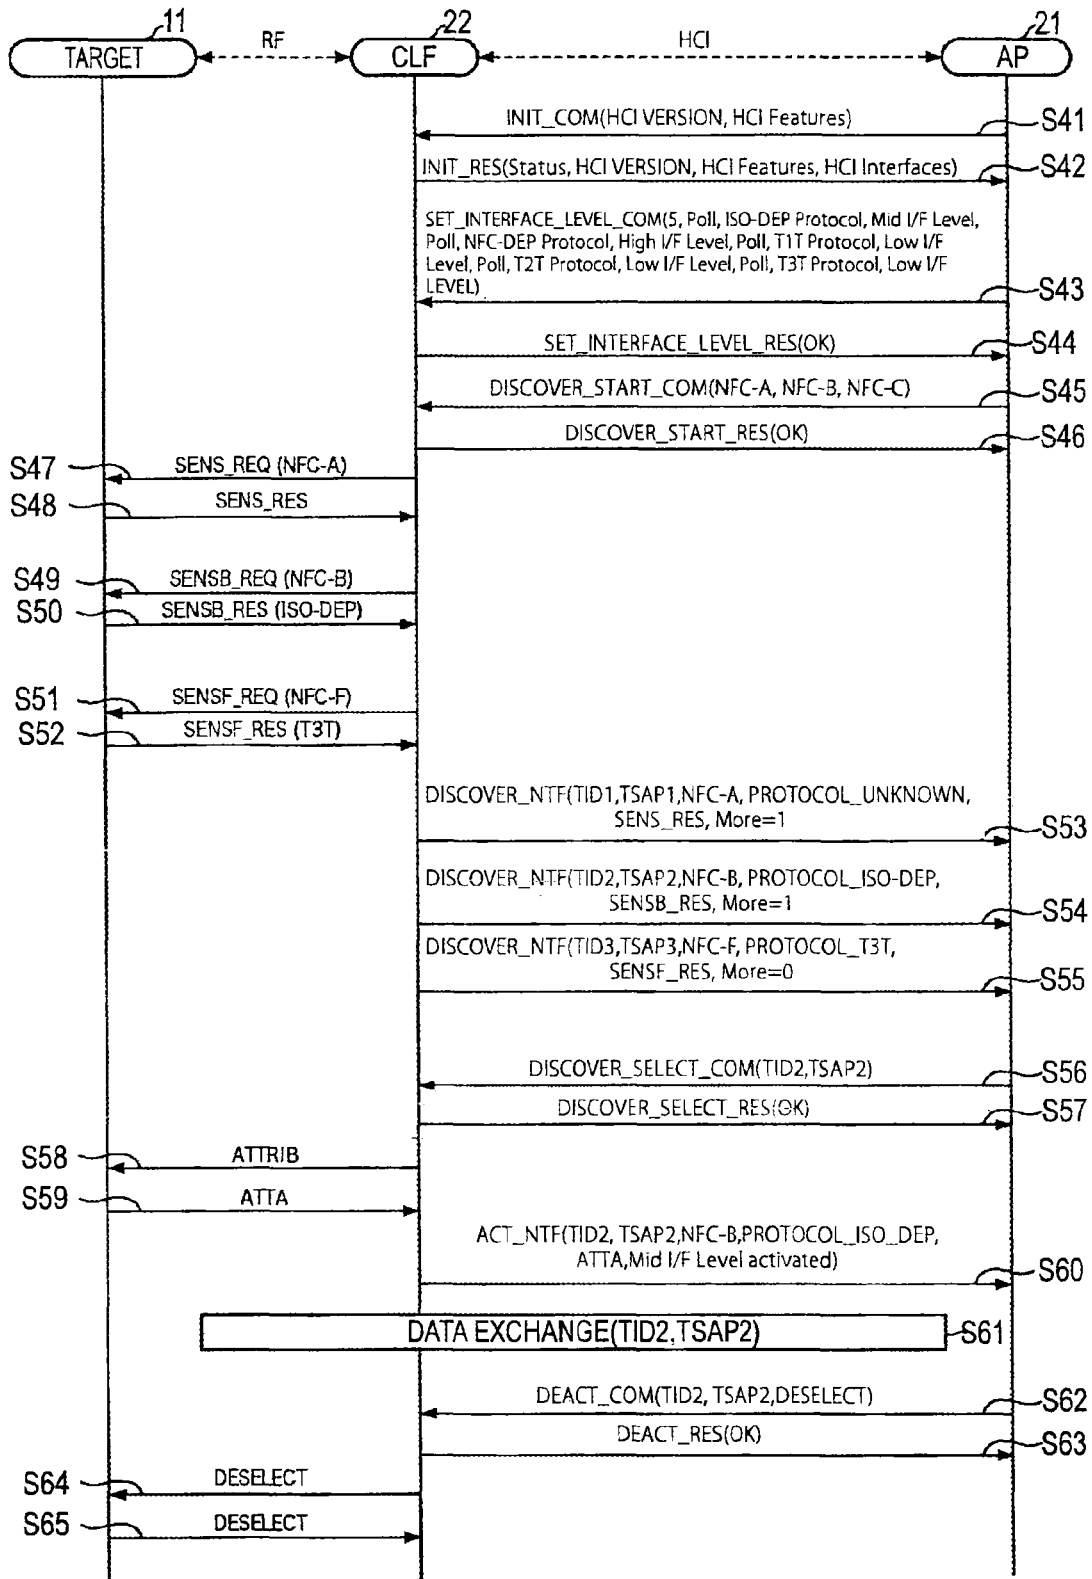 11
22
21
TARGET
RF
CLF
HCI
AP
INIT_COM(HCI VERSION, HCI Features)
S41
INIT_RES(Status, HCI VERSION, HCI Features, HCI Interfaces)
S42
SET_INTERFACE_LEVEL_COM(5, Poll, ISO-DEP Protocol, Mid I/F Level,
Poll, NFC-DEP Protocol, High I/F Level, Poll, T1T Protocol, Low I/F
Level, Poll, T2T Protocol, Low I/F Level, Poll, T3T Protocol, Low I/F
LEVEL)
S43
SET_INTERFACE_LEVEL_RES(OK)
S44
DISCOVER_START_COM(NFC-A, NFC-B, NFC-C)
S45
DISCOVER_START_RES(OK)
S46
S47
SENS_REQ (NFC-A)
S48
SENS_RES
S49
SENSB_REQ (NFC-B)
S50
SENSB_RES (ISO-DEP)
S51
SENSF_REQ (NFC-F)
S52
SENSF_RES (T3T)
DISCOVER_NTF(TID1,TSAP1,NFC-A, PROTOCOL_UNKNOWN,
SENS_RES, More=1
S53
DISCOVER_NTF(TID2,TSAP2,NFC-B, PROTOCOL_ISO-DEP,
SENSB_RES, More=1
S54
DISCOVER_NTF(TID3,TSAP3,NFC-F, PROTOCOL_T3T,
SENSF_RES, More=0
S55
DISCOVER_SELECT_COM(TID2,TSAP2)
S56
DISCOVER_SELECT_RES(OK)
S57
S58
ATTRIB
S59
ATTA
ACT_NTF(TID2, TSAP2,NFC-B,PROTOCOL_ISO_DEP,
ATTA,Mid I/F Level activated)
S60
DATA EXCHANGE(TID2,TSAP2)
S61
DEACT_COM(TID2, TSAP2,DESELECT)
S62
DEACT_RES(OK)
S63
S64
DESELECT
S65
DESELECT